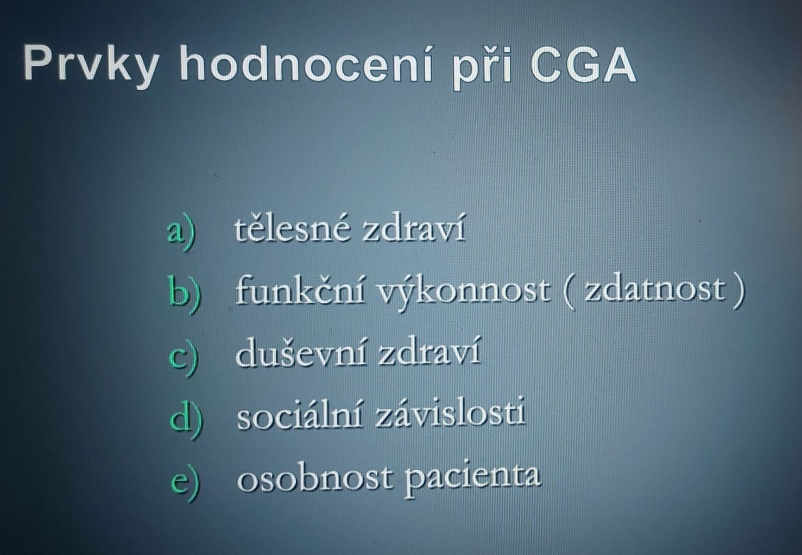 Prvky hodnocení při CGA
a) tělesné zdraví
b) funkční výkonnost ( zdatnost )
c) duševní zdraví
d) sociální závislosti
e) osobnost pacienta